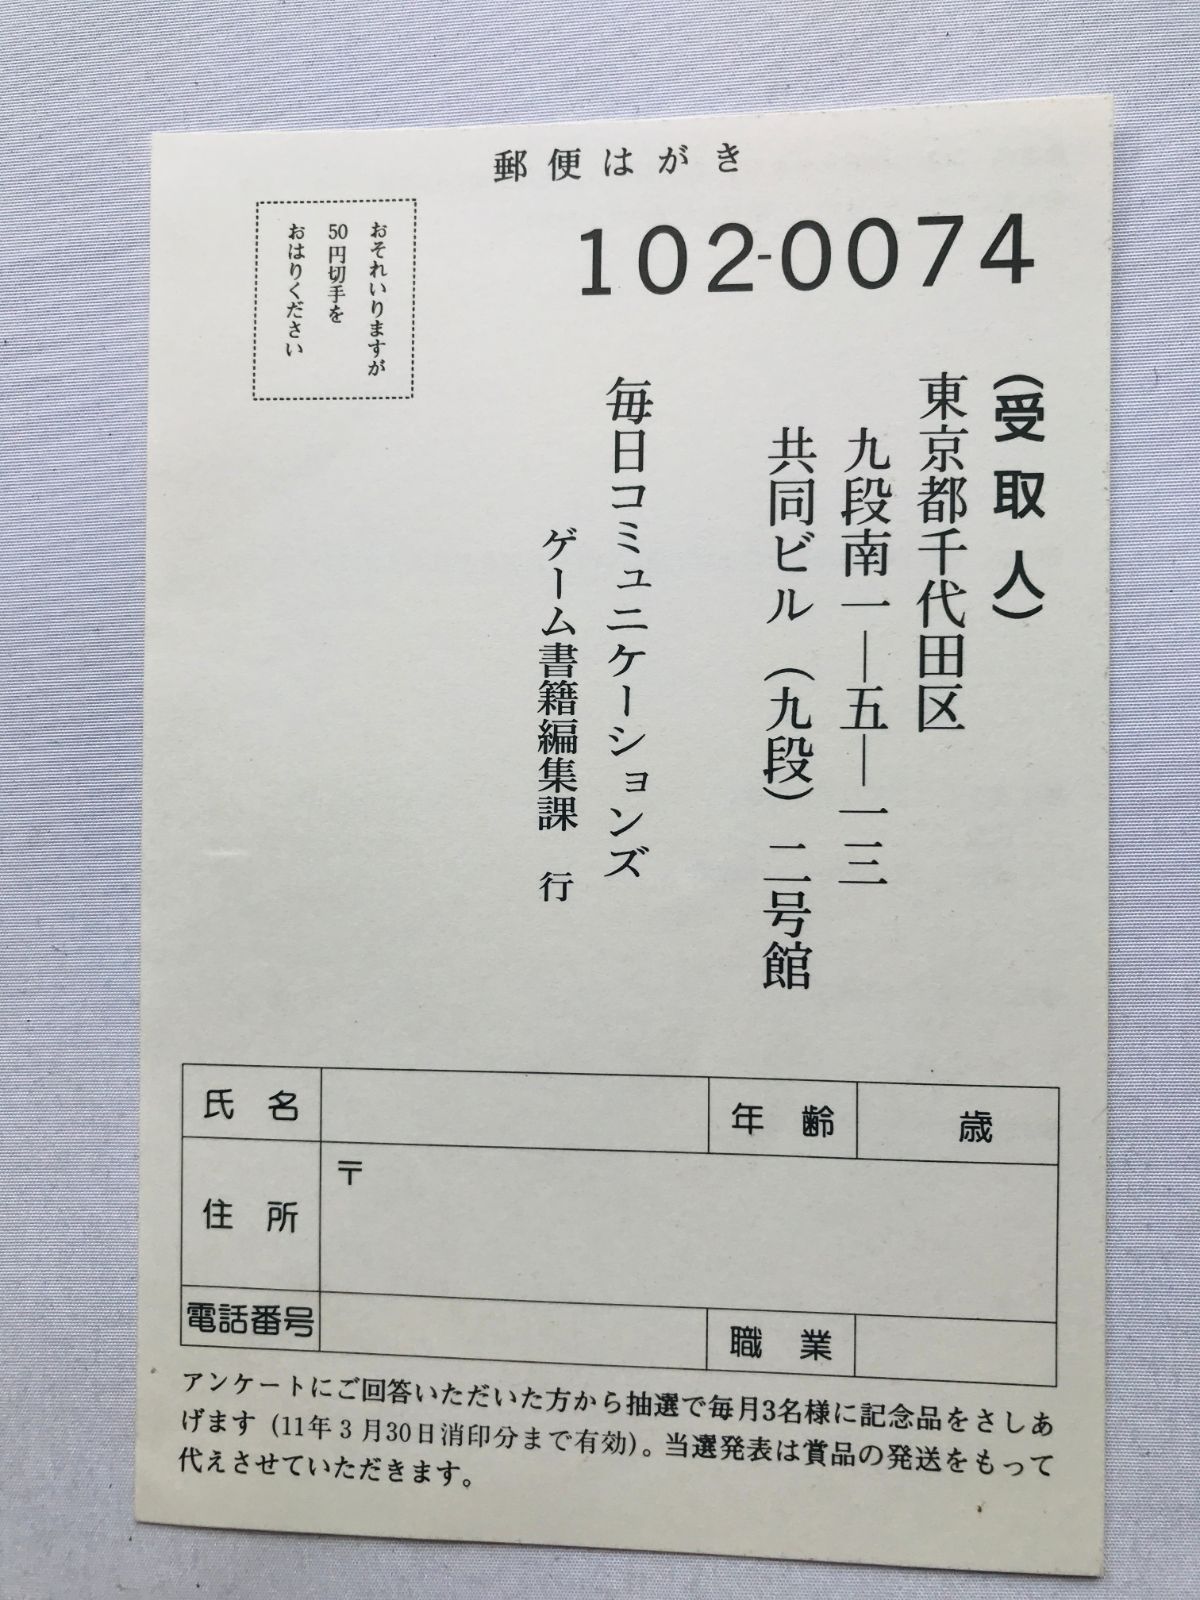 郵便はがき
102-0074
おそれいりますが
50円切手を
おはりください
(受取人)
東京都千代田区
九段南一―五―一三
共同ビル(九段)二号館
毎日コミュニケーションズ
ゲーム書籍編集課 行
氏 名
年 齢
歳
住 所
〒
電話番号
職 業
アンケートにご回答いただいた方から抽選で毎月3名様に記念品をさしあ
げます(11年3月30日消印分まで有効)。当選発表は賞品の発送をもって
代えさせていただきます。